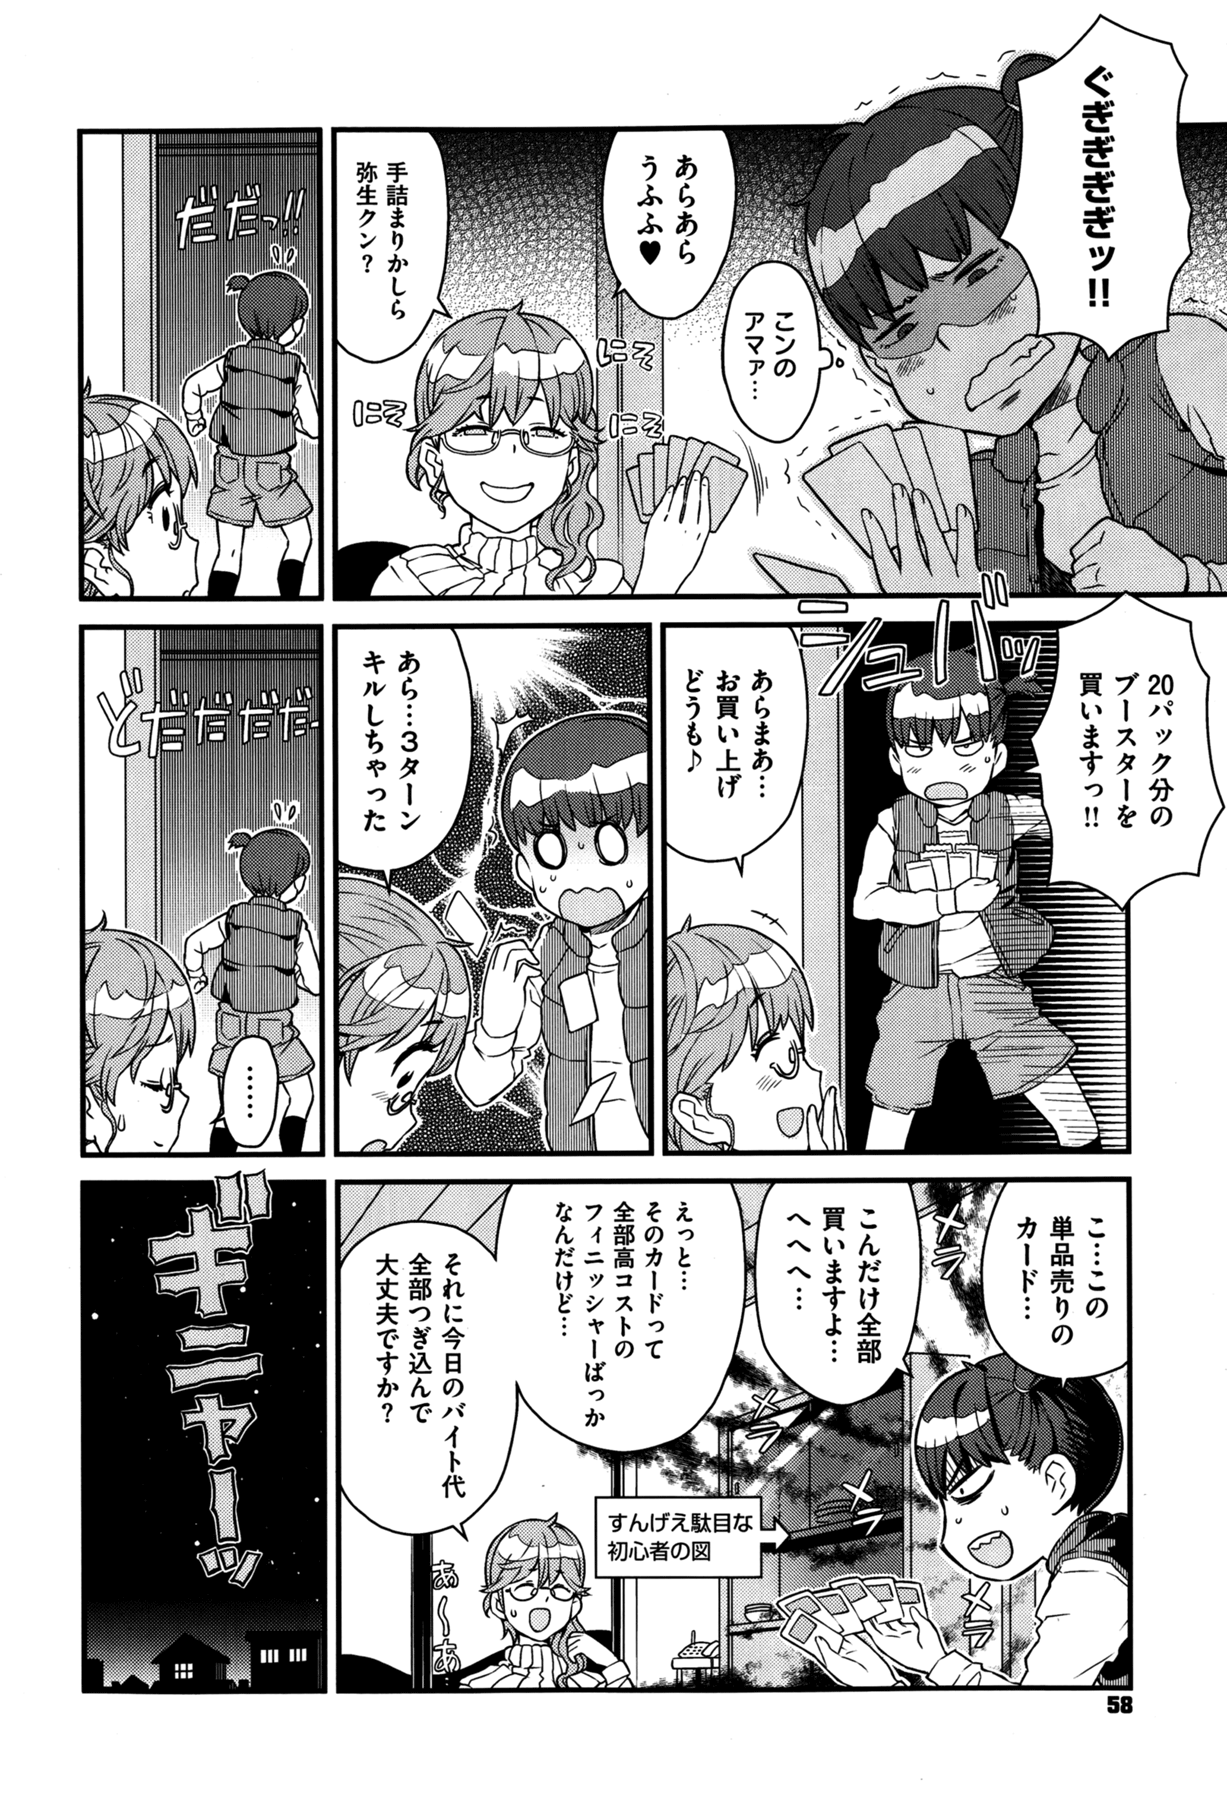 ぐぎぎぎぎッ!!
あらあら
うふふ♥
こンの
アマァ…
手詰まりかしら
弥生クン?
にそ
にそ
にそ
だだっ!!
20パック分の
ブースターを
買いますっ!!
ジュバッ
あらまあ…
お買い上げ
どうも♪
あら…3ターン
キルしちゃった
どだだだだーっ
………
こ…この
単品売りの
カード…
こんだけ全部
買いますよ…
へへへへ…
えっと…
そのカードって
全部高コストの
フィニッシャーばっか
なんだけど…
それに今日のバイト代
全部つぎ込んで
大丈夫ですか?
すんげえ駄目な
初心者の図
あ〜あ…
ギニャーッ
58